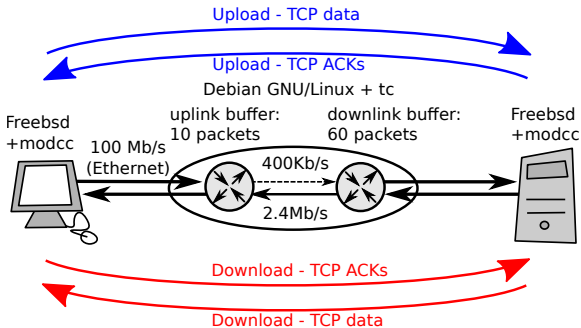 Upload - TCP data
Upload - TCP ACKs
Debian GNU/Linux + tc
Freebsd
+modcc
100 Mb/s
(Ethernet)
uplink buffer:
10 packets
downlink buffer:
60 packets
Freebsd
+modcc
400Kb/s
2.4Mb/s
Download - TCP ACKs
Download - TCP data